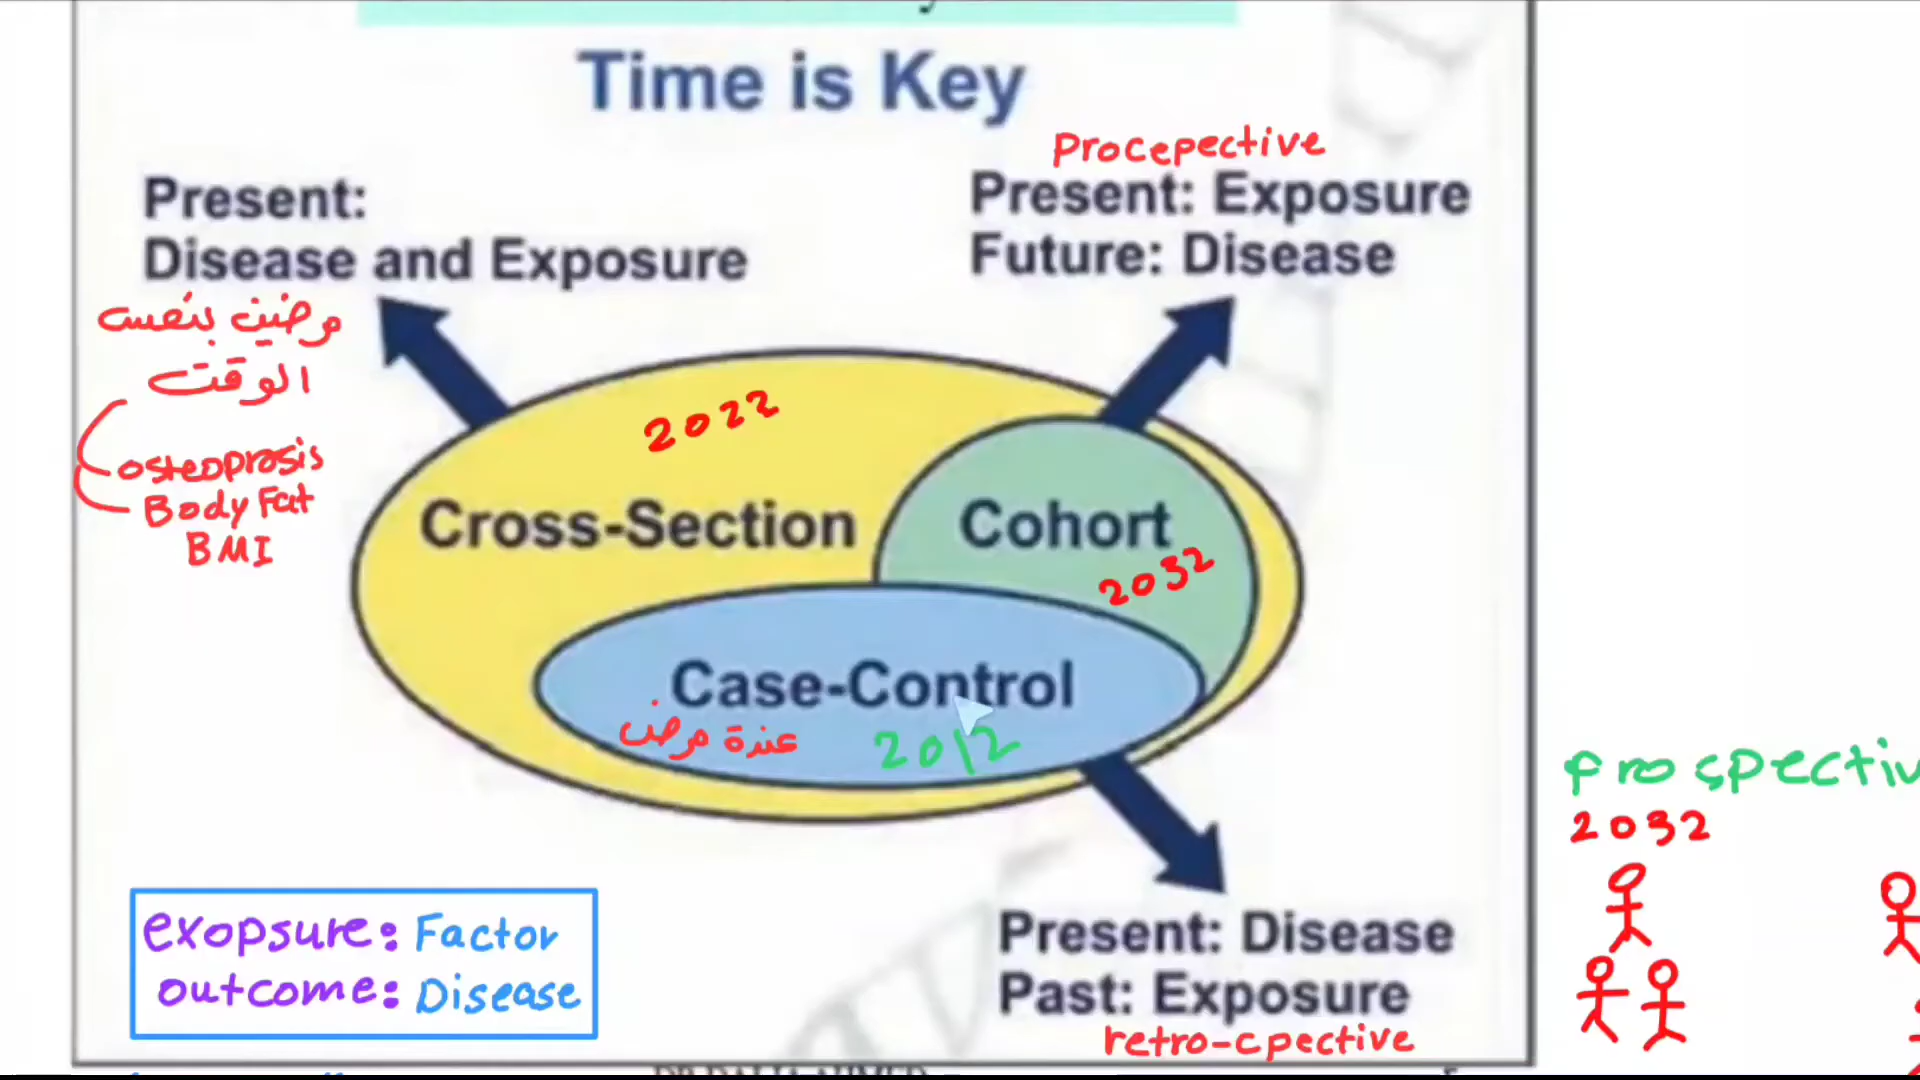 Time is Key
Procepective
Present:
Disease and Exposure
Present: Exposure
Future: Disease
مرضين بنفس
الوقت
osteoprosis
Body Fat
BMI
2022
Cross-Section
Cohort
2032
Case-Control
عندة مرض
2012
prospectiv
2032
exopsure: Factor
outcome: Disease
Present: Disease
Past: Exposure
retro-cpective